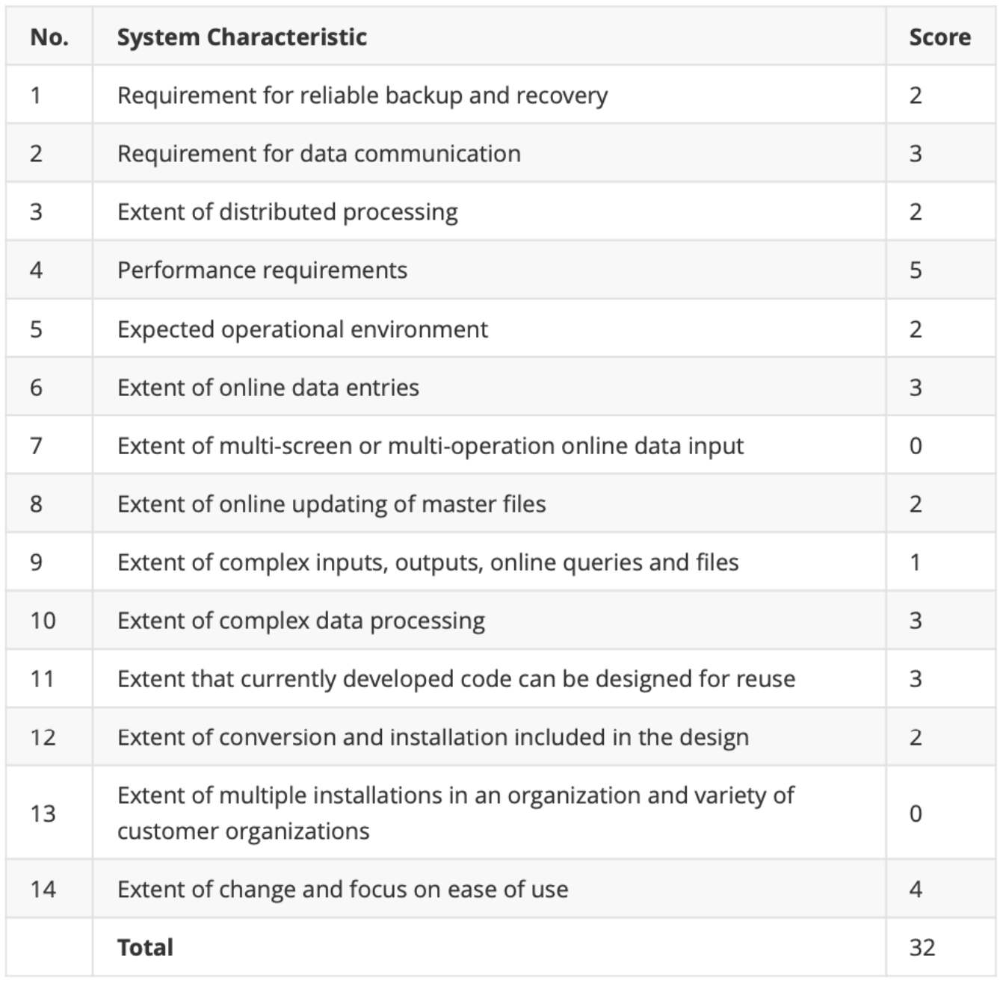 No. System Characteristic Score
1 Requirement for reliable backup and recovery 2
2 Requirement for data communication 3
3 Extent of distributed processing 2
4 Performance requirements 5
5 Expected operational environment 2
6 Extent of online data entries 3
7 Extent of multi-screen or multi-operation online data input 0
8 Extent of online updating of master files 2
9 Extent of complex inputs, outputs, online queries and files 1
10 Extent of complex data processing 3
11 Extent that currently developed code can be designed for reuse 3
12 Extent of conversion and installation included in the design 2
13 Extent of multiple installations in an organization and variety of
customer organizations 0
14 Extent of change and focus on ease of use 4
Total 32